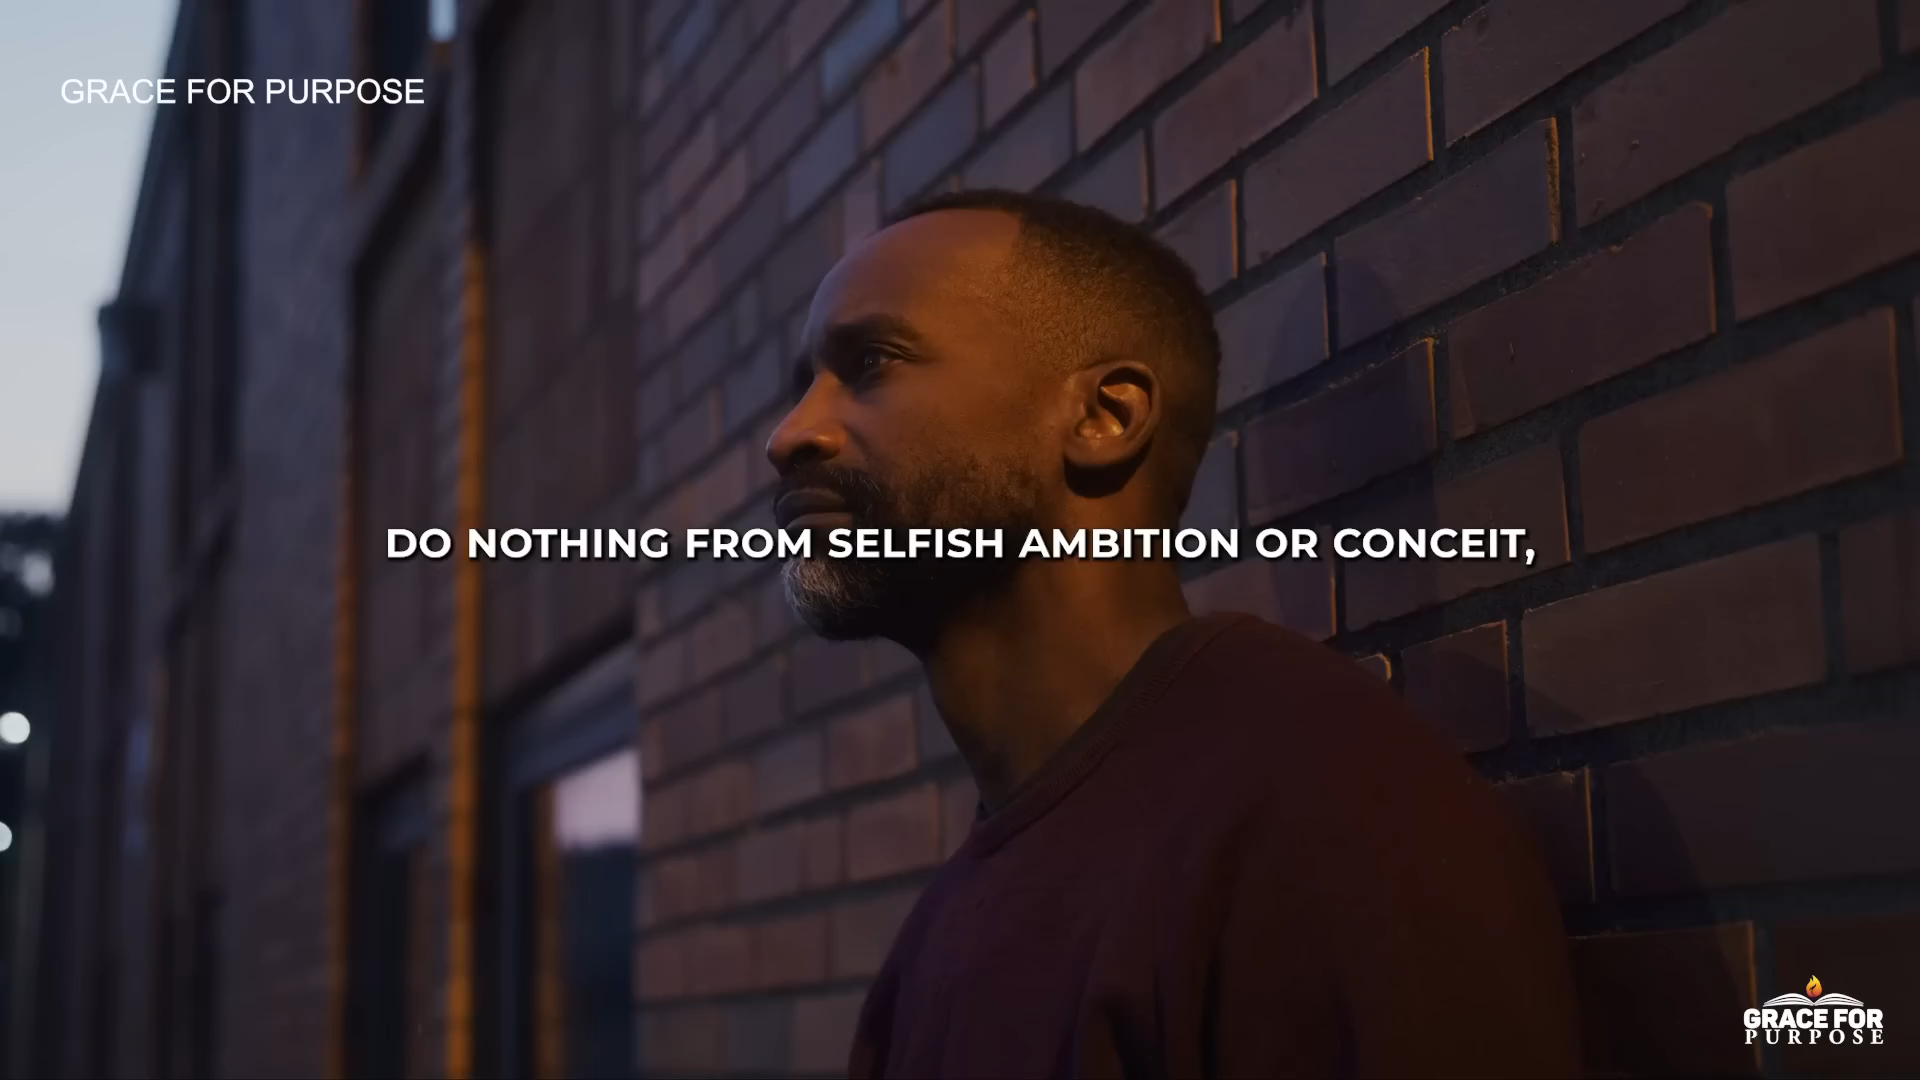 GRACE FOR PURPOSE
DO NOTHING FROM SELFISH AMBITION OR CONCEIT,
GRACE FOR
PURPOSE